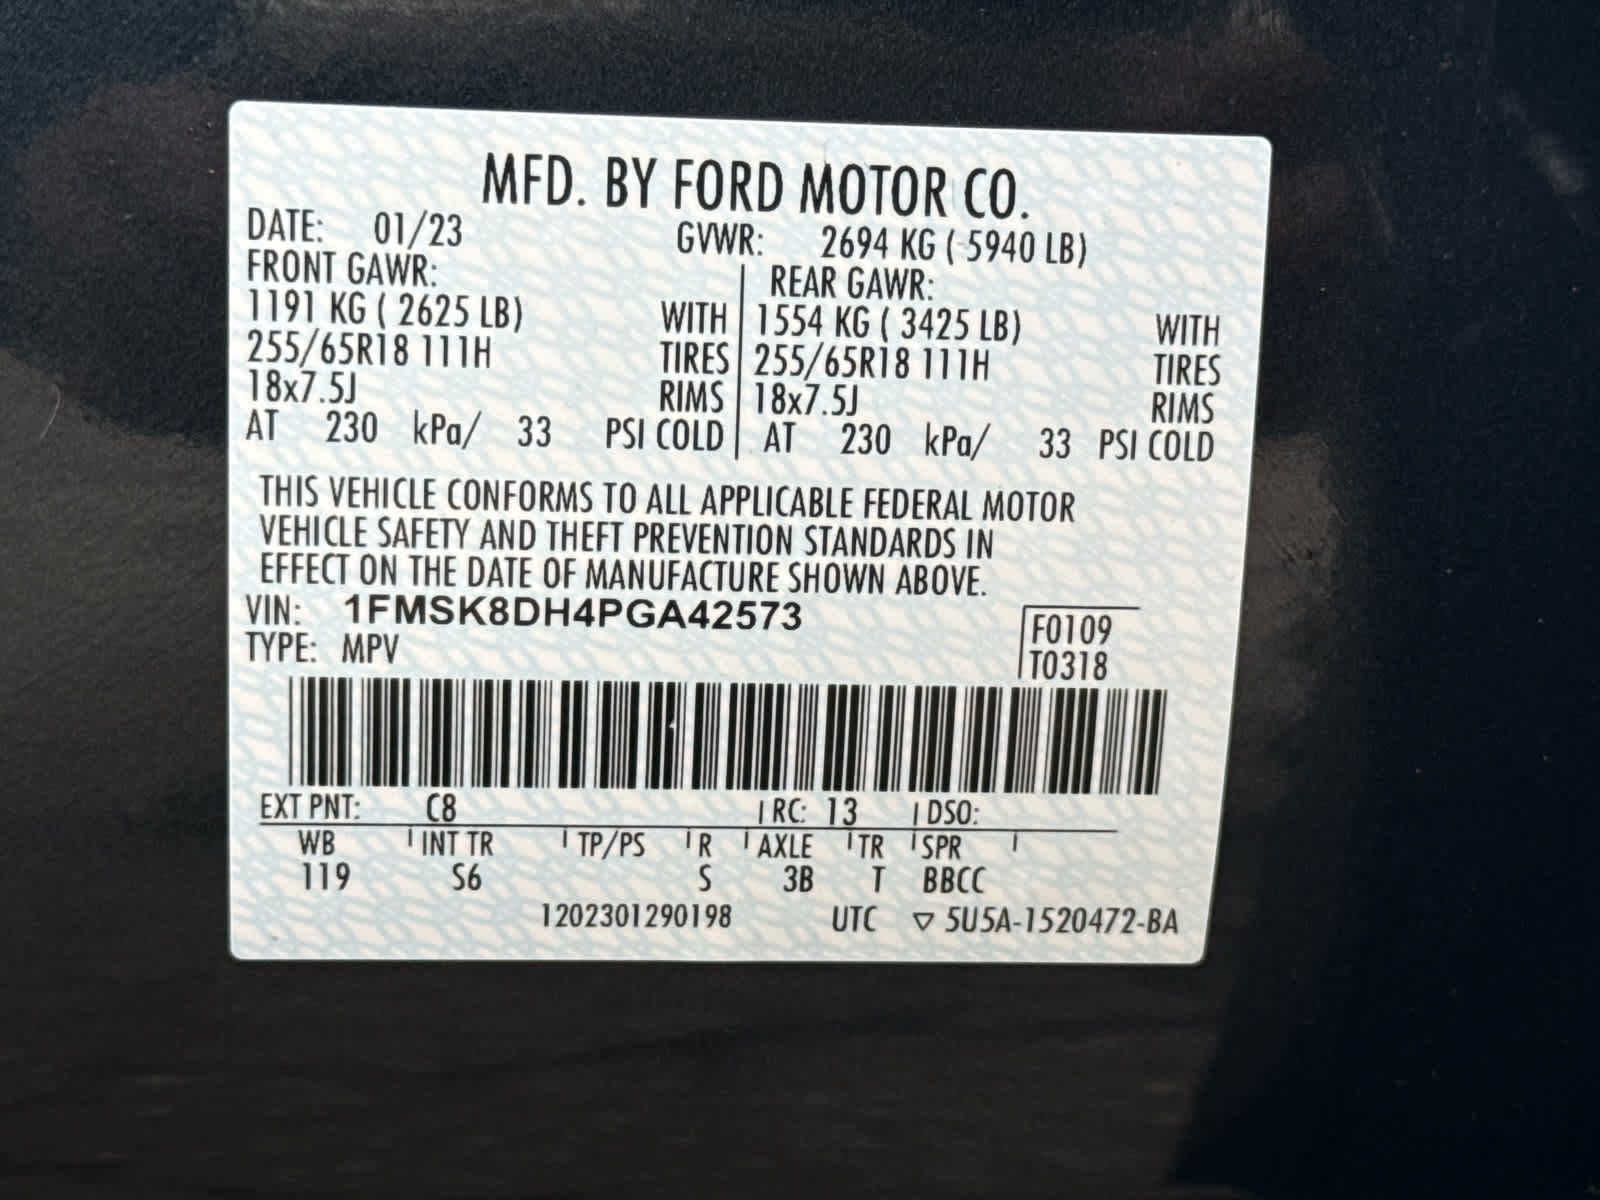 MFD. BY FORD MOTOR CO.
DATE: 01/23 GVWR: 2694 KG ( 5940 LB)
FRONT GAWR: REAR GAWR:
1191 KG ( 2625 LB) WITH 1554 KG ( 3425 LB) WITH
255/65R18 111H TIRES 255/65R18 111H TIRES
18x7.5J RIMS 18x7.5J RIMS
AT 230 kPa/ 33 PSI COLD AT 230 kPa/ 33 PSI COLD
THIS VEHICLE CONFORMS TO ALL APPLICABLE FEDERAL MOTOR
VEHICLE SAFETY AND THEFT PREVENTION STANDARDS IN
EFFECT ON THE DATE OF MANUFACTURE SHOWN ABOVE.
VIN: 1FMSK8DH4PGA42573 F0109
TYPE: MPV T0318
EXT PNT: C8 RC: 13 DSO:
WB INT TR TP/PS R AXLE TR SPR
119 S6 S 3B T BBCC
1202301290198 UTC ▽ 5U5A-1520472-BA